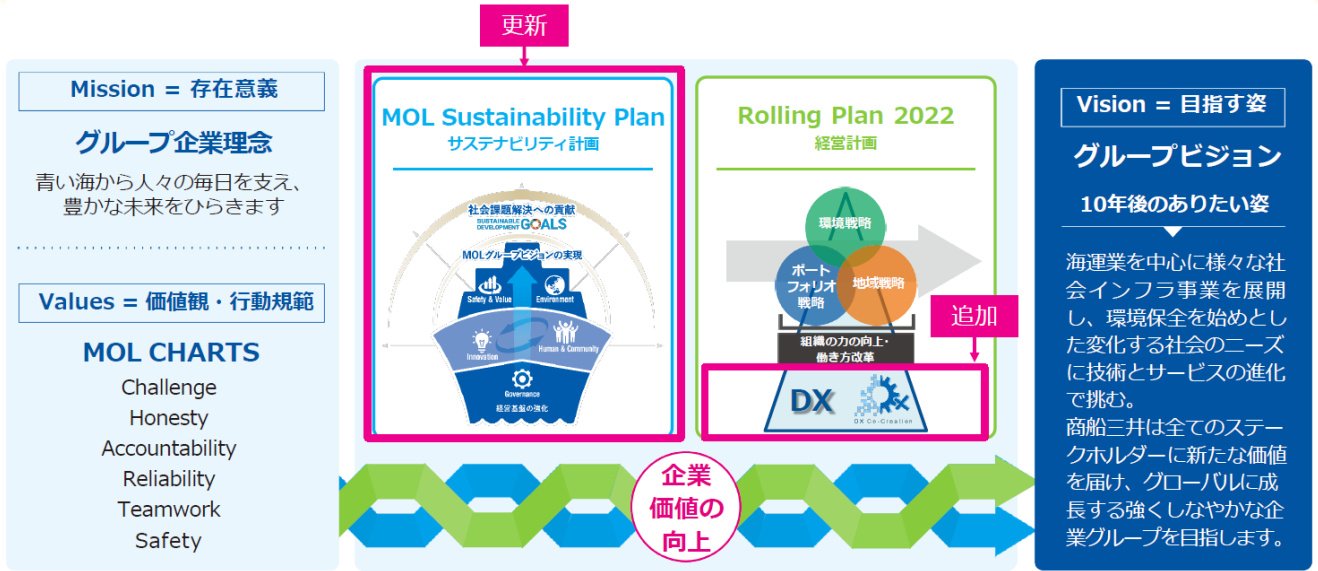 更新
Mission = 存在意義
グループ企業理念
青い海から人々の毎日を支え、
豊かな未来をひらきます
Values = 価値観・行動規範
MOL CHARTS
Challenge
Honesty
Accountability
Reliability
Teamwork
Safety
MOL Sustainability Plan
サステナビリティ計画
社会課題解決への貢献
SUSTAINABLE
DEVELOPMENT GOALS
MOLグループビジョンの実現
Safety & Value
Environment
Innovation
Human & Community
Governance
経営基盤の強化
Rolling Plan 2022
経営計画
環境戦略
ポート
フォリオ
戦略
地域戦略
追加
組織の力の向上・
働き方改革
DX
DX Co-Creation
企業
価値の
向上
Vision = 目指す姿
グループビジョン
10年後のありたい姿
海運業を中心に様々な社
会インフラ事業を展開
し、環境保全を始めとし
た変化する社会のニーズ
に技術とサービスの進化
で挑む。
商船三井は全てのステー
クホルダーに新たな価値
を届け、グローバルに成
長する強くしなやかな企
業グループを目指します。